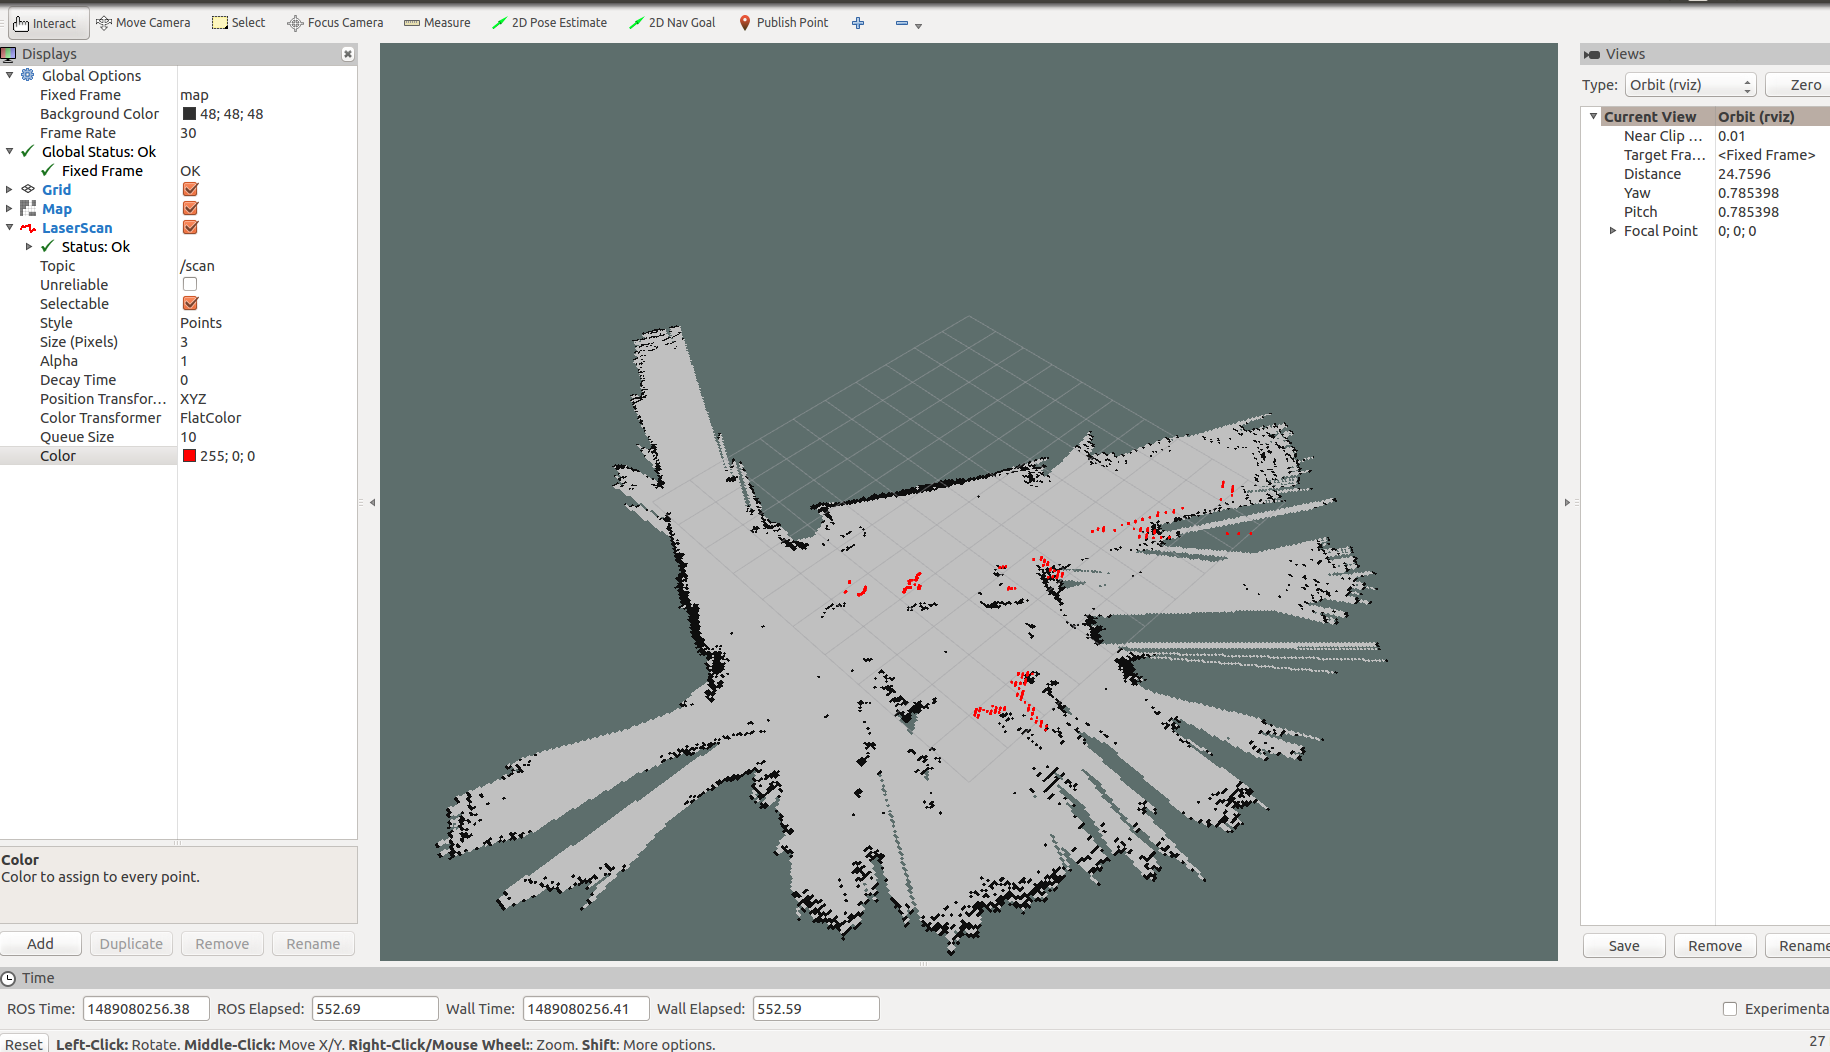 Interact Move Camera Select Focus Camera Measure 2D Pose Estimate 2D Nav Goal Publish Point
Displays
Global Options
Fixed Frame map
Background Color 48; 48; 48
Frame Rate 30
Global Status: Ok
Fixed Frame OK
Grid
Map
LaserScan
Status: Ok
Topic /scan
Unreliable
Selectable
Style Points
Size (Pixels) 3
Alpha 1
Decay Time 0
Position Transfor... XYZ
Color Transformer FlatColor
Queue Size 10
Color 255; 0; 0
Color
Color to assign to every point.
Add Duplicate Remove Rename
Views
Type: Orbit (rviz) Zero
Current View Orbit (rviz)
Near Clip ... 0.01
Target Fra... <Fixed Frame>
Distance 24.7596
Yaw 0.785398
Pitch 0.785398
Focal Point 0; 0; 0
Save Remove Rename
Time
ROS Time: 1489080256.38 ROS Elapsed: 552.69 Wall Time: 1489080256.41 Wall Elapsed: 552.59 Experimenta
Reset Left-Click: Rotate. Middle-Click: Move X/Y. Right-Click/Mouse Wheel:: Zoom. Shift: More options. 27